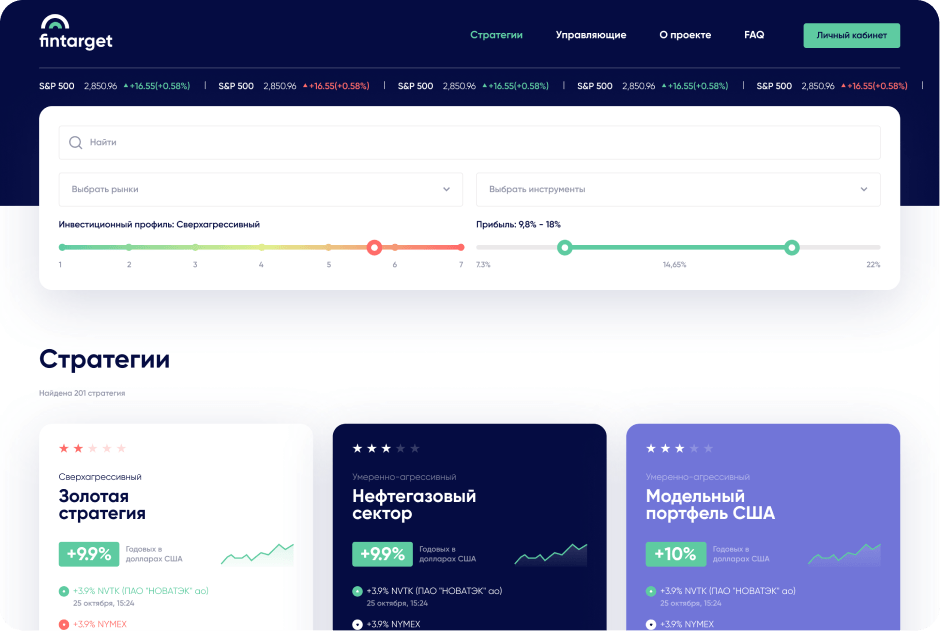 fintarget
Стратегии Управляющие О проекте FAQ Личный кабинет
S&P 500 2,850.96 +16.55(+0.58%) | S&P 500 2,850.96 +16.55(+0.58%) | S&P 500 2,850.96 +16.55(+0.58%) | S&P 500 2,850.96 +16.55(+0.58%) | S&P 500 2,850.96 +16.55(+0.58%) |
Найти
Выбрать рынки Выбрать инструменты
Инвестиционный профиль: Сверхагрессивный Прибыль: 9,8% - 18%
1 2 3 4 5 6 7 7.3% 14,65% 22%
Стратегии
Найдено 201 стратегия
Сверхагрессивный
Золотая
стратегия
+9.9% Годовых в
долларах США
+3.9% NVTK (ПАО "НОВАТЭК" ао)
25 октября, 15:24
+3.9% NYMEX
Умеренно-агрессивный
Нефтегазовый
сектор
+9.9% Годовых в
долларах США
+3.9% NVTK (ПАО "НОВАТЭК" ао)
25 октября, 15:24
+3.9% NYMEX
Умеренно-агрессивный
Модельный
портфель США
+10% Годовых в
долларах США
+3.9% NVTK (ПАО "НОВАТЭК" ао)
25 октября, 15:24
+3.9% NYMEX